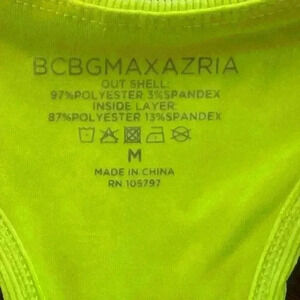 BCBGMAXAZRIA
OUT SHELL:
97%POLYESTER 3%SPANDEX
INSIDE LAYER:
87%POLYESTER 13%SPANDEX
M
MADE IN CHINA
RN 105797